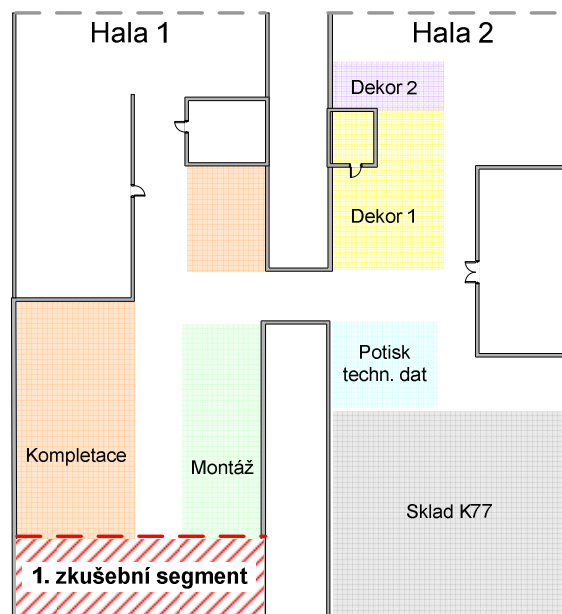 Hala 1
Hala 2
Dekor 2
Dekor 1
Potisk
techn. dat
Kompletace
Montáž
Sklad K77
1. zkušební segment